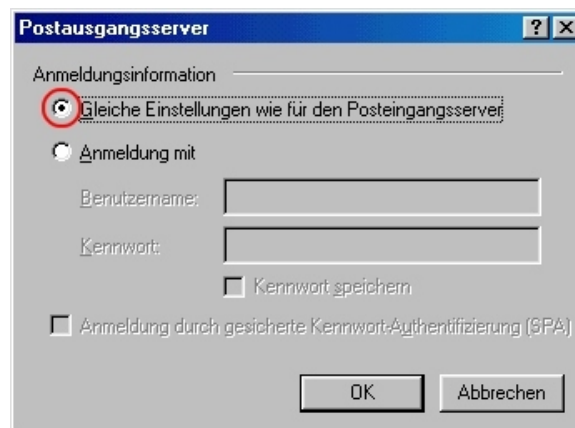 Postausgangsserver
Anmeldungsinformation
Gleiche Einstellungen wie für den Posteingangsserver
Anmeldung mit
Benutzername:
Kennwort:
Kennwort speichern
Anmeldung durch gesicherte Kennwort-Authentifizierung (SPA)
OK Abbrechen